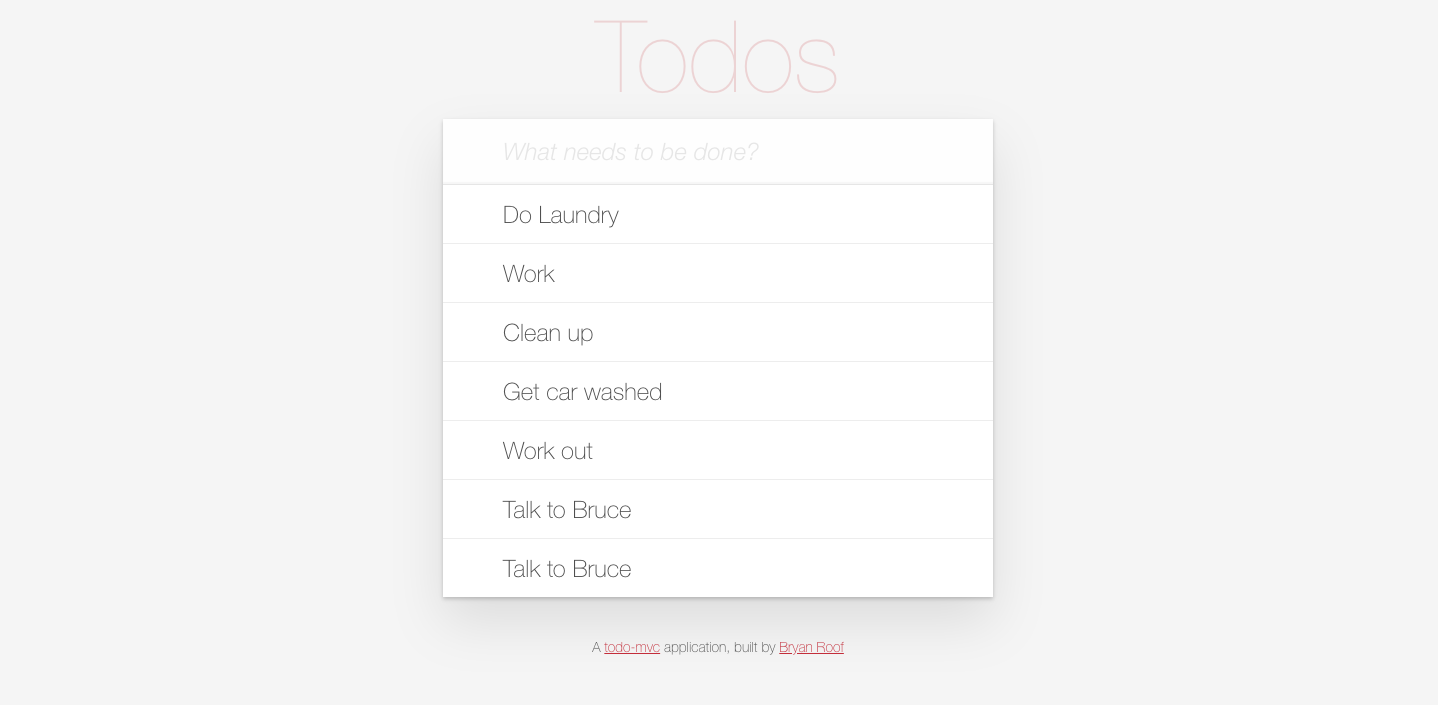 Todos
What needs to be done?
Do Laundry
Work
Clean up
Get car washed
Work out
Talk to Bruce
Talk to Bruce
A todo-mvc application, built by Bryan Roof